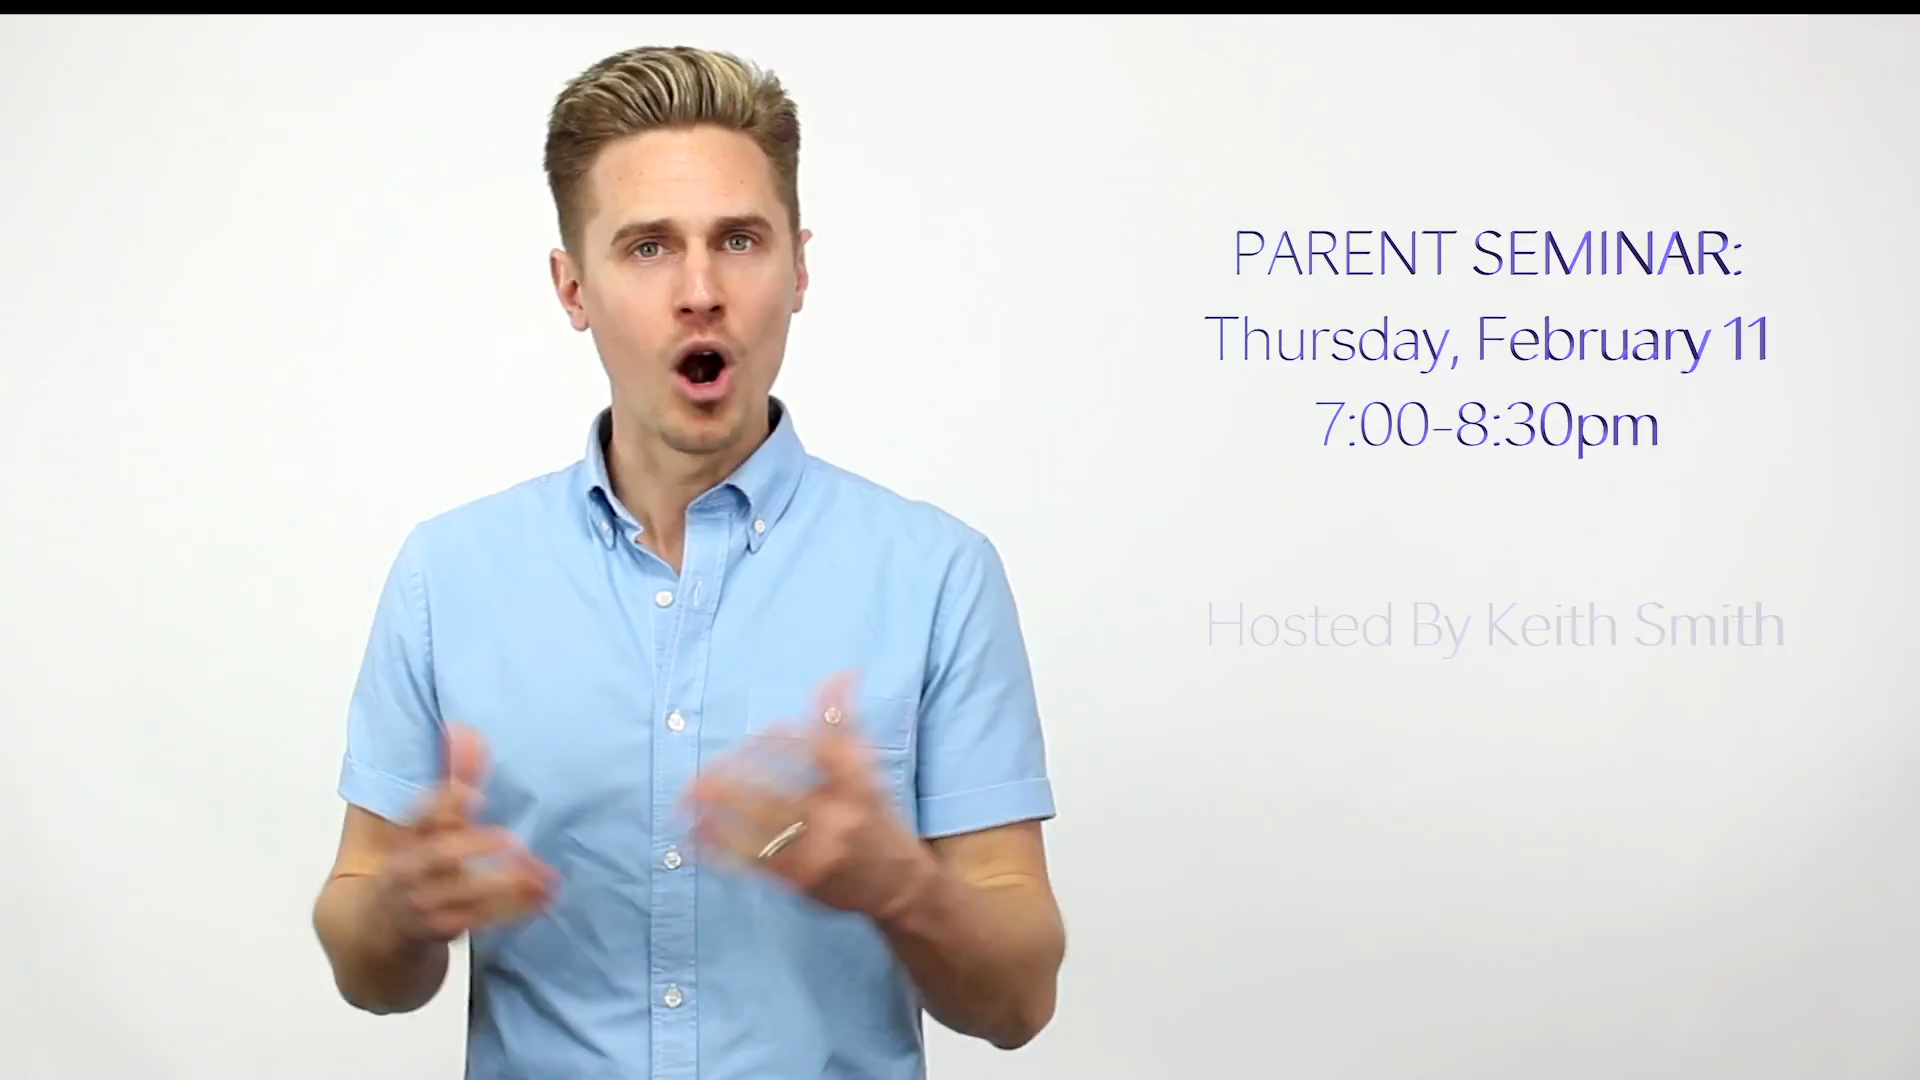 PARENT SEMINAR:
Thursday, February 11
7:00-8:30pm
Hosted By Keith Smith